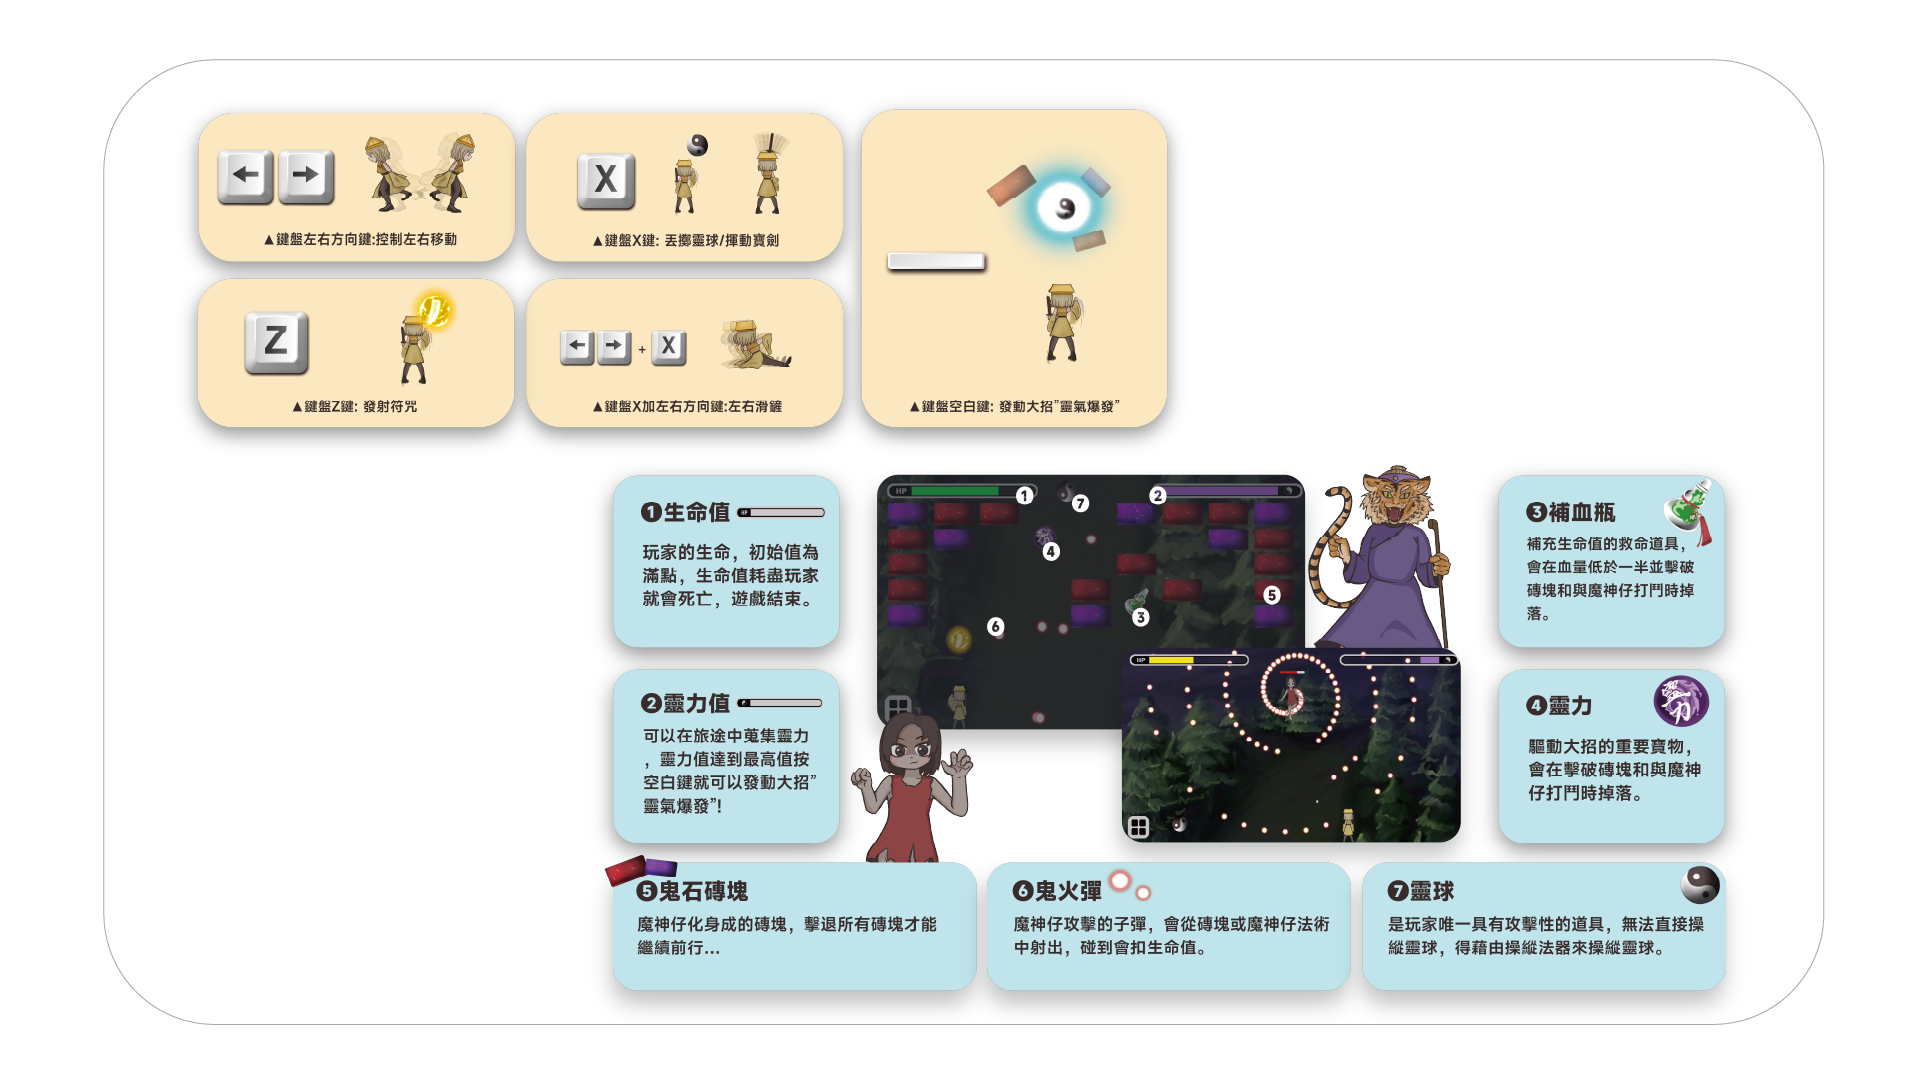 ▲鍵盤左右方向鍵:控制左右移動
X
▲鍵盤X鍵: 丟擲靈球/揮動寶劍
Z
▲鍵盤Z鍵: 發射符咒
+ X
▲鍵盤X加左右方向鍵:左右滑鏟
▲鍵盤空白鍵: 發動大招”靈氣爆發”
❶生命值
HP
玩家的生命，初始值為
滿點，生命值耗盡玩家
就會死亡，遊戲結束。
❷靈力值
可以在旅途中蒐集靈力
，靈力值達到最高值按
空白鍵就可以發動大招”
靈氣爆發”!
HP
1
7
2
4
5
3
6
HP
❸補血瓶
補充生命值的救命道具，
會在血量低於一半並擊破
磚塊和與魔神仔打鬥時掉
落。
❹靈力
靈力
驅動大招的重要寶物，
會在擊破磚塊和與魔神
仔打鬥時掉落。
❺鬼石磚塊
魔神仔化身成的磚塊，擊退所有磚塊才能
繼續前行...
❻鬼火彈
魔神仔攻擊的子彈，會從磚塊或魔神仔法術
中射出，碰到會扣生命值。
❼靈球
是玩家唯一具有攻擊性的道具，無法直接操
縱靈球，得藉由操縱法器來操縱靈球。